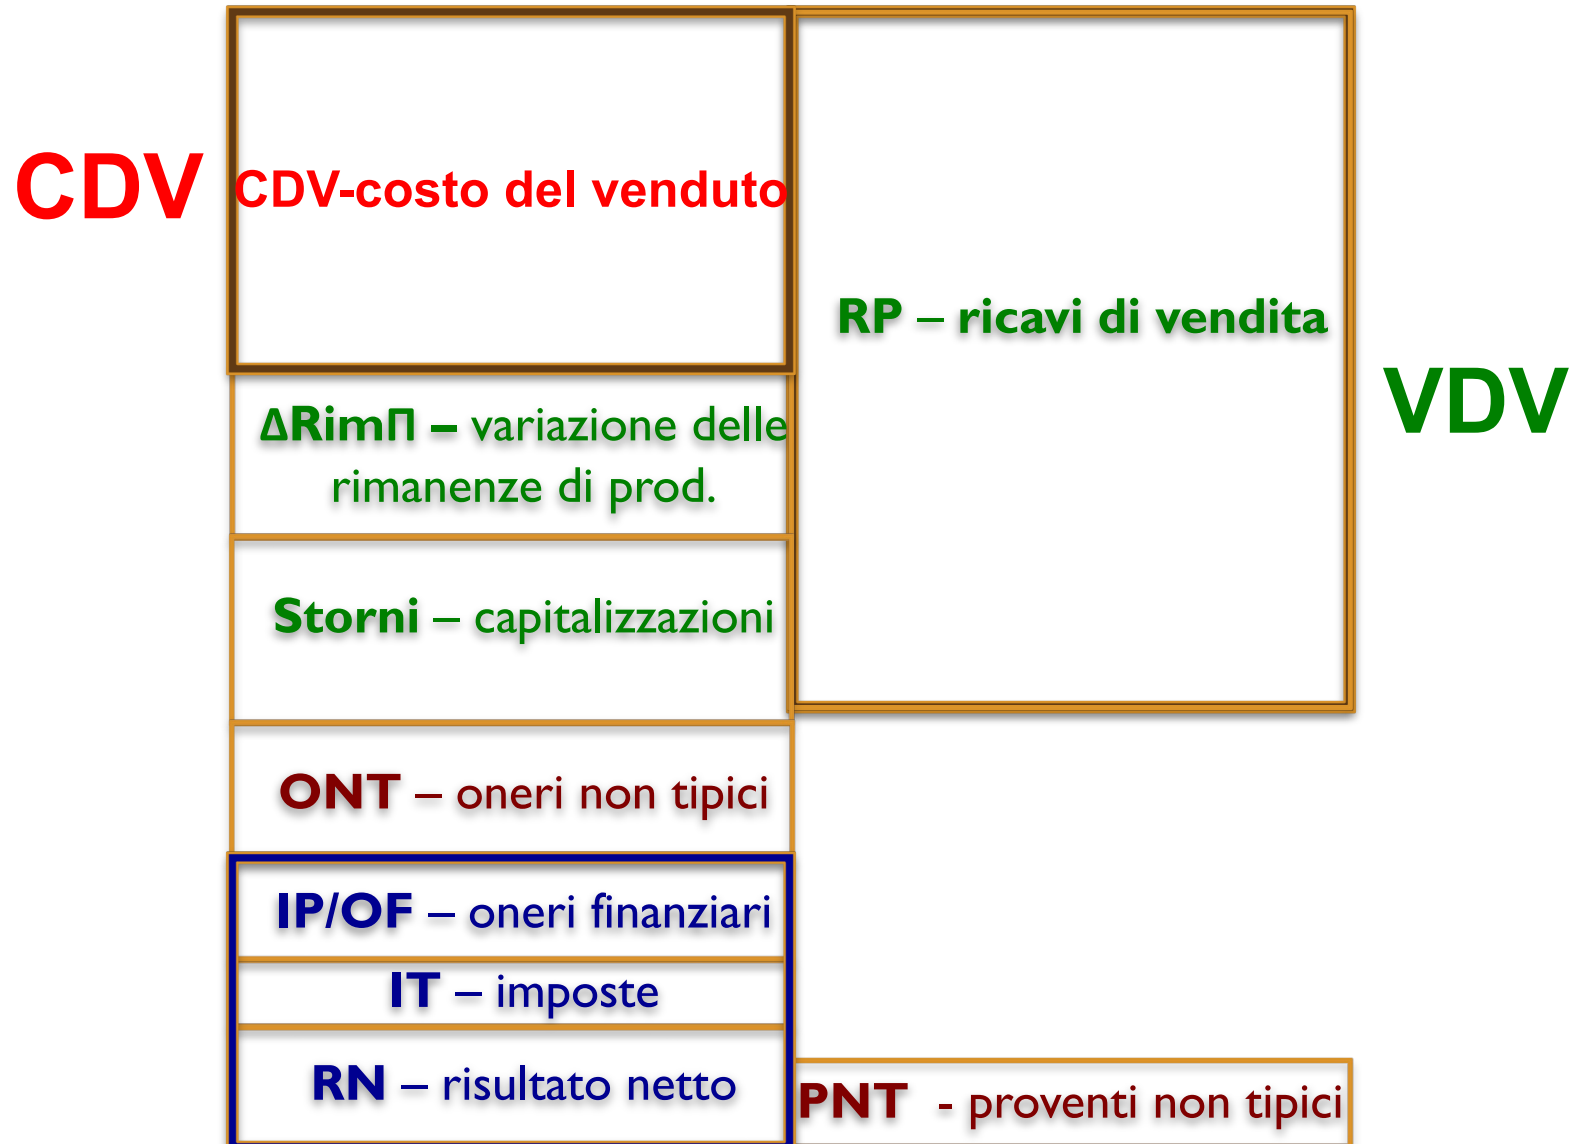 CDV
CDV-costo del venduto
RP – ricavi di vendita
VDV
ΔRimΠ – variazione delle
rimanenze di prod.
Storni – capitalizzazioni
ONT – oneri non tipici
IP/OF – oneri finanziari
IT – imposte
RN – risultato netto
PNT - proventi non tipici